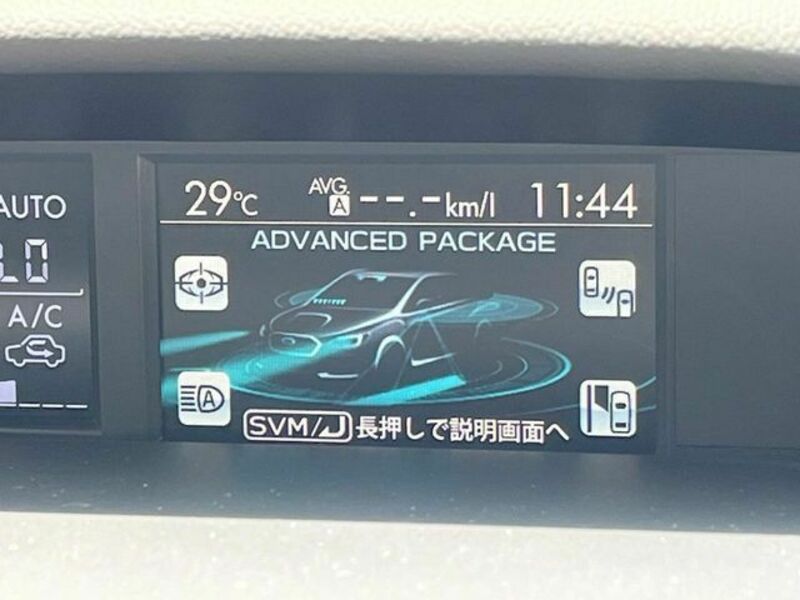 AUTO
A/C
29°C AVG. A --.-km/l 11:44
ADVANCED PACKAGE
A
SVM/ 長押しで説明画面へ